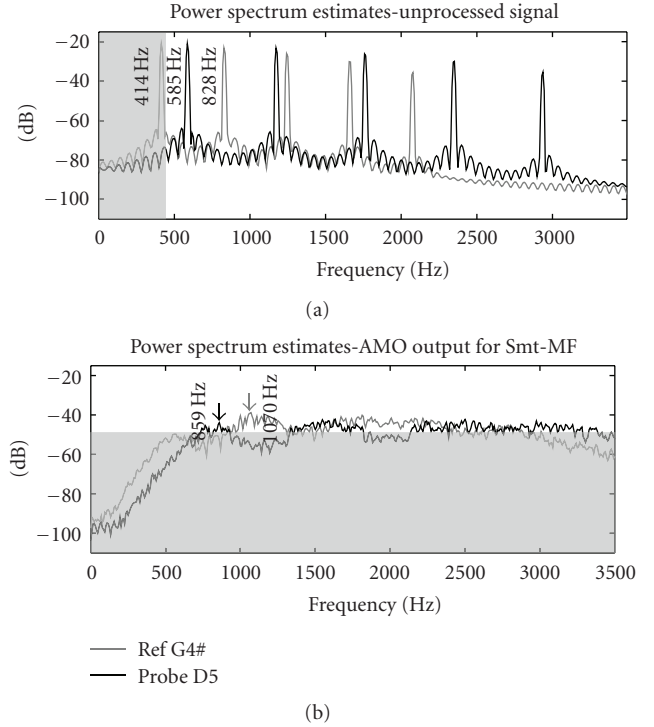 Power spectrum estimates-unprocessed signal
−20
−40
−60
−80
−100
(dB)
414 Hz
585 Hz
828 Hz
0
500
1000
1500
2000
2500
3000
Frequency (Hz)
(a)
Power spectrum estimates-AMO output for Smt-MF
−20
−40
−60
−80
−100
(dB)
859 Hz
1070 Hz
0
500
1000
1500
2000
2500
3000
3500
Frequency (Hz)
Ref G4#
Probe D5
(b)